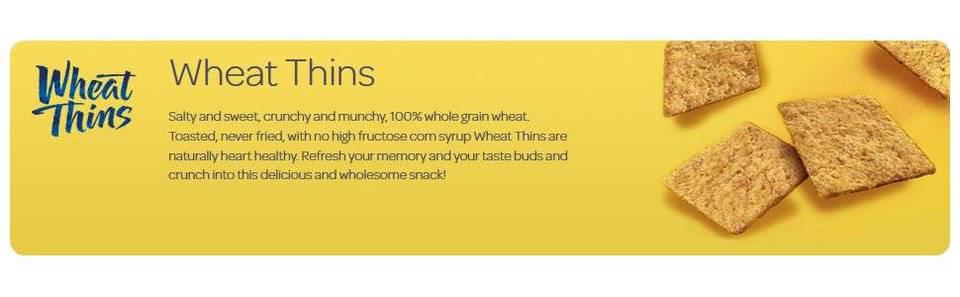 Wheat
Thins
Wheat Thins
Salty and sweet, crunchy and munchy, 100% whole grain wheat.
Toasted, never fried, with no high fructose corn syrup Wheat Thins are
naturally heart healthy. Refresh your memory and your taste buds and
crunch into this delicious and wholesome snack!